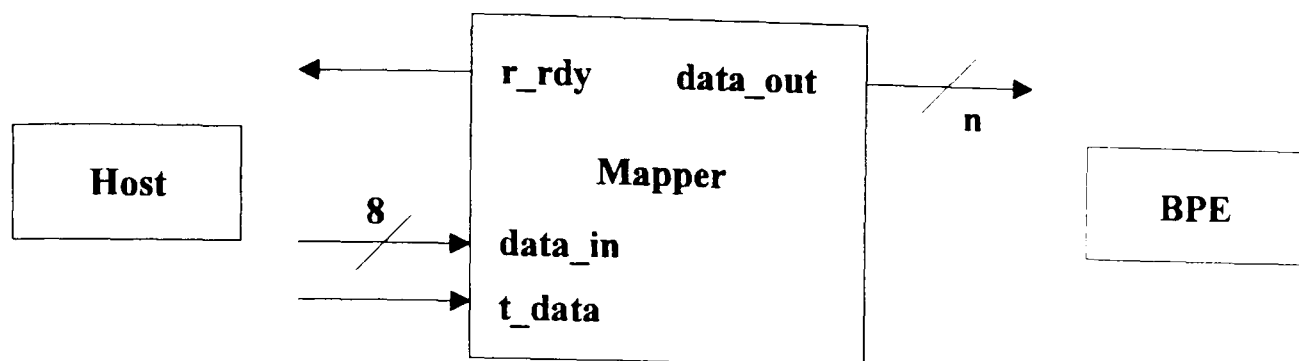 r_rdy data_out
n
Host
Mapper
BPE
8
data_in
t_data